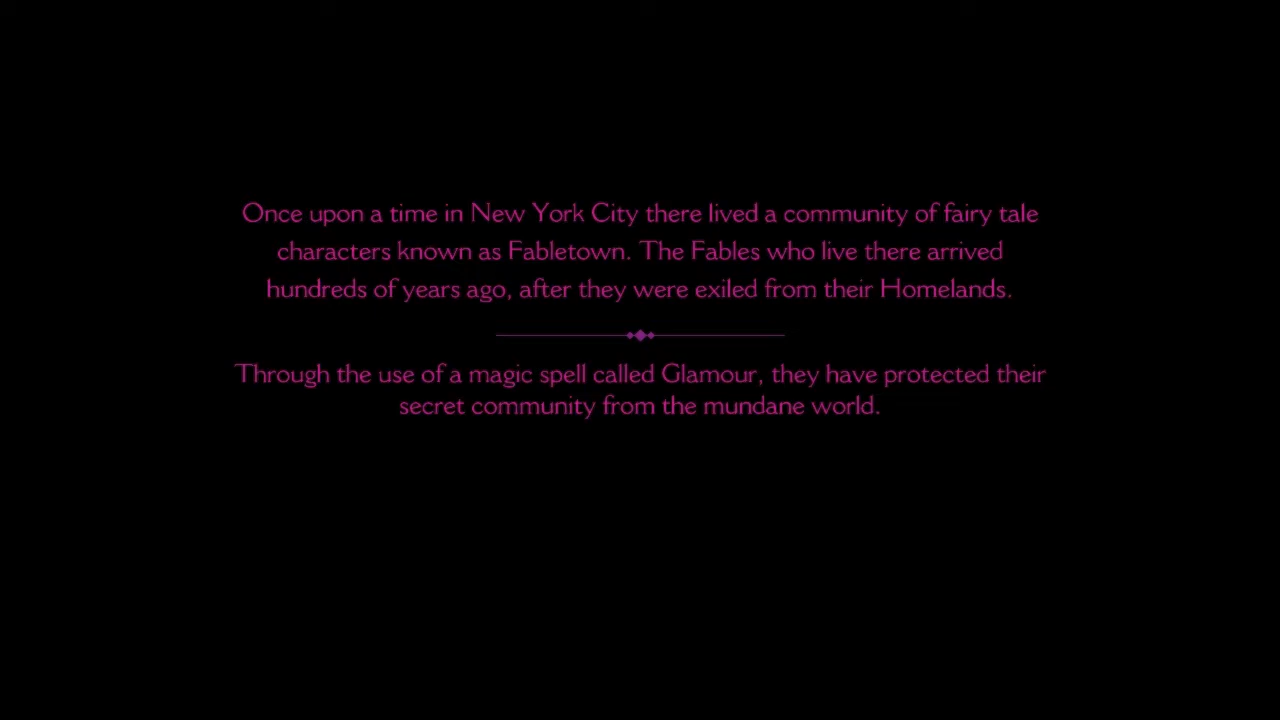 Once upon a time in New York City there lived a community of fairy tale
characters known as Fabletown. The Fables who live there arrived
hundreds of years ago, after they were exiled from their Homelands.
Through the use of a magic spell called Glamour, they have protected their
secret community from the mundane world.